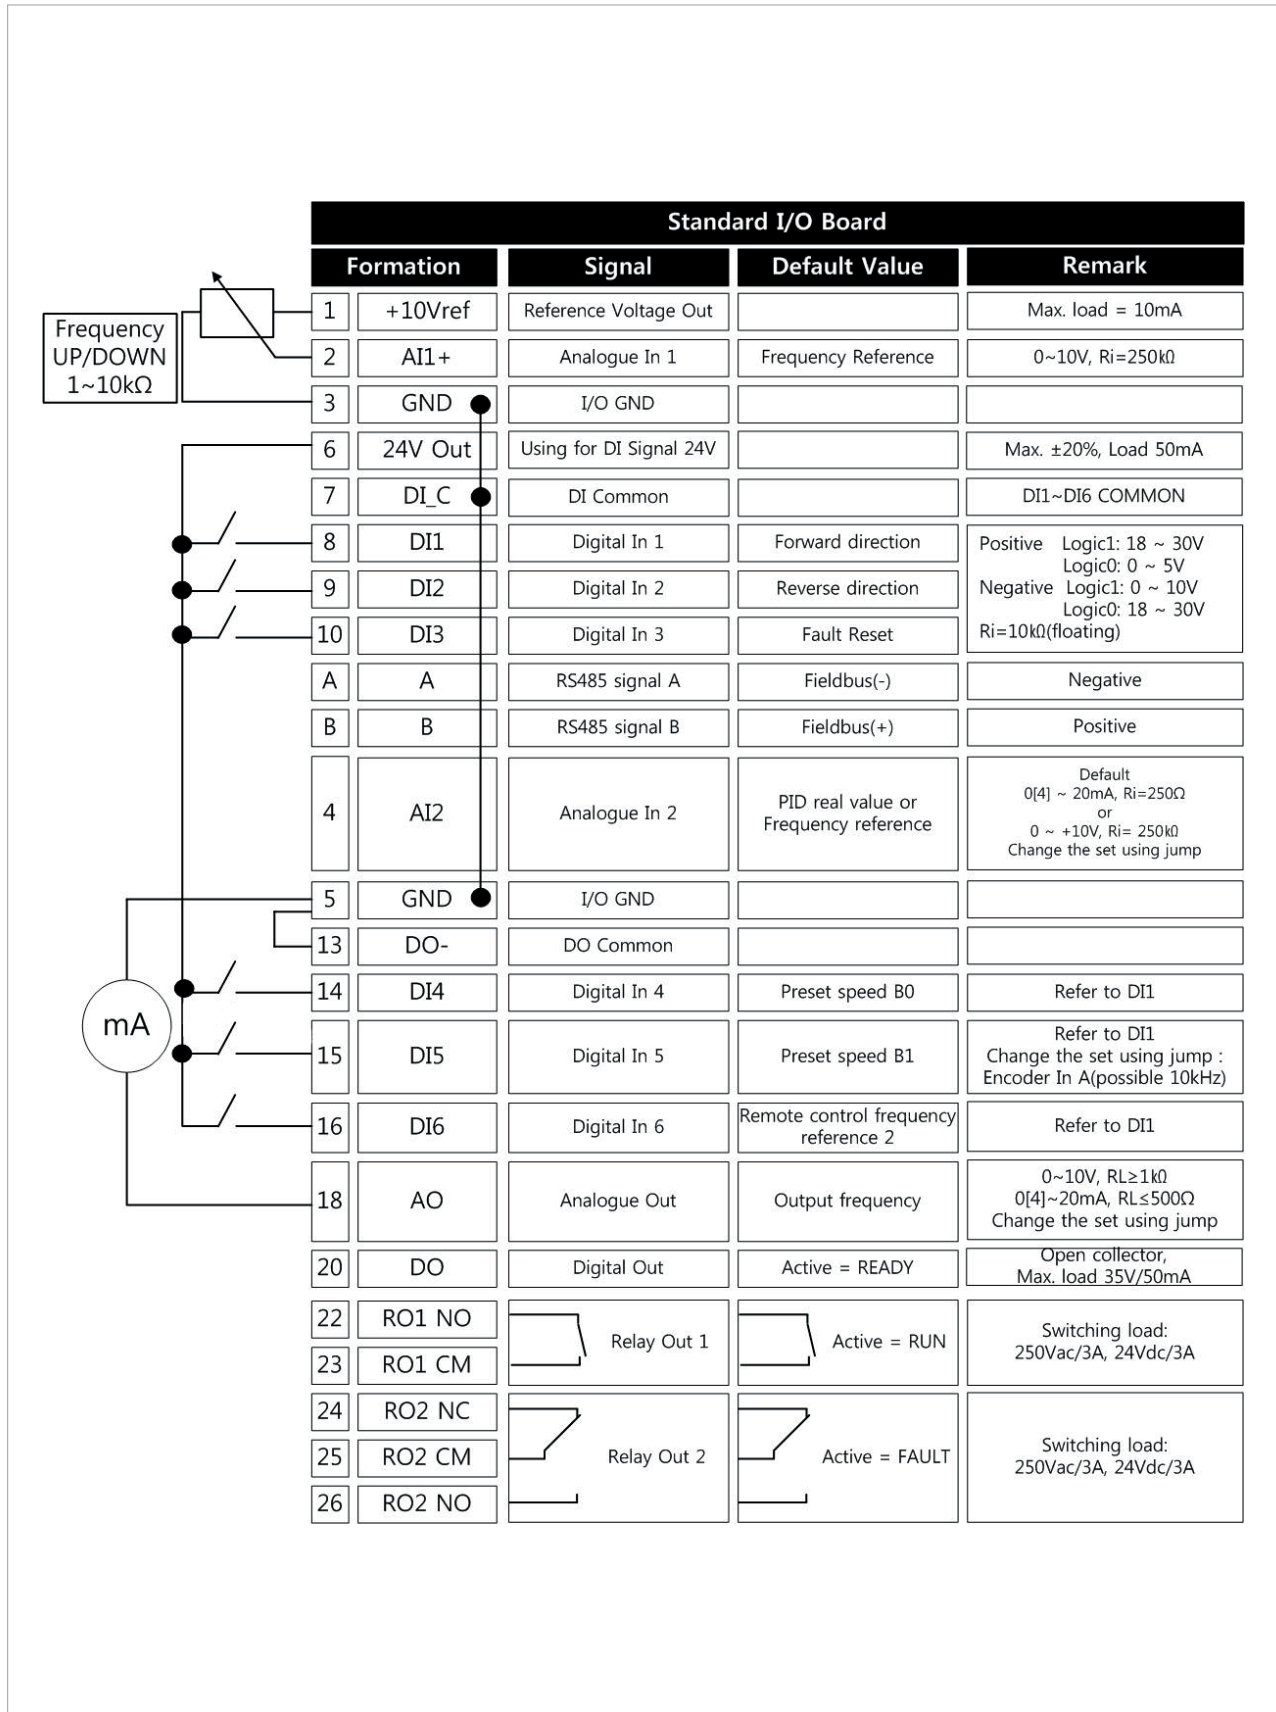 Standard I/O Board
Formation Signal Default Value Remark
Frequency
UP/DOWN
1~10kΩ
1 +10Vref Reference Voltage Out Max. load = 10mA
2 AI1+ Analogue In 1 Frequency Reference 0~10V, Ri=250kΩ
3 GND I/O GND
6 24V Out Using for DI Signal 24V Max. ±20%, Load 50mA
7 DI_C DI Common DI1~DI6 COMMON
8 DI1 Digital In 1 Forward direction
9 DI2 Digital In 2 Reverse direction
10 DI3 Digital In 3 Fault Reset
Positive Logic1: 18 ~ 30V
Logic0: 0 ~ 5V
Negative Logic1: 0 ~ 10V
Logic0: 18 ~ 30V
Ri=10kΩ(floating)
A A RS485 signal A Fieldbus(-) Negative
B B RS485 signal B Fieldbus(+) Positive
4 AI2 Analogue In 2
PID real value or
Frequency reference
Default
0[4] ~ 20mA, Ri=250Ω
or
0 ~ +10V, Ri= 250kΩ
Change the set using jump
5 GND I/O GND
13 DO- DO Common
14 DI4 Digital In 4 Preset speed B0 Refer to DI1
mA
15 DI5 Digital In 5 Preset speed B1
Refer to DI1
Change the set using jump :
Encoder In A(possible 10kHz)
16 DI6 Digital In 6
Remote control frequency
reference 2
Refer to DI1
18 AO Analogue Out Output frequency
0~10V, RL≥1kΩ
0[4]~20mA, RL≤500Ω
Change the set using jump
20 DO Digital Out Active = READY
Open collector,
Max. load 35V/50mA
22 RO1 NO
23 RO1 CM
Relay Out 1 Active = RUN
Switching load:
250Vac/3A, 24Vdc/3A
24 RO2 NC
25 RO2 CM
26 RO2 NO
Relay Out 2 Active = FAULT
Switching load:
250Vac/3A, 24Vdc/3A